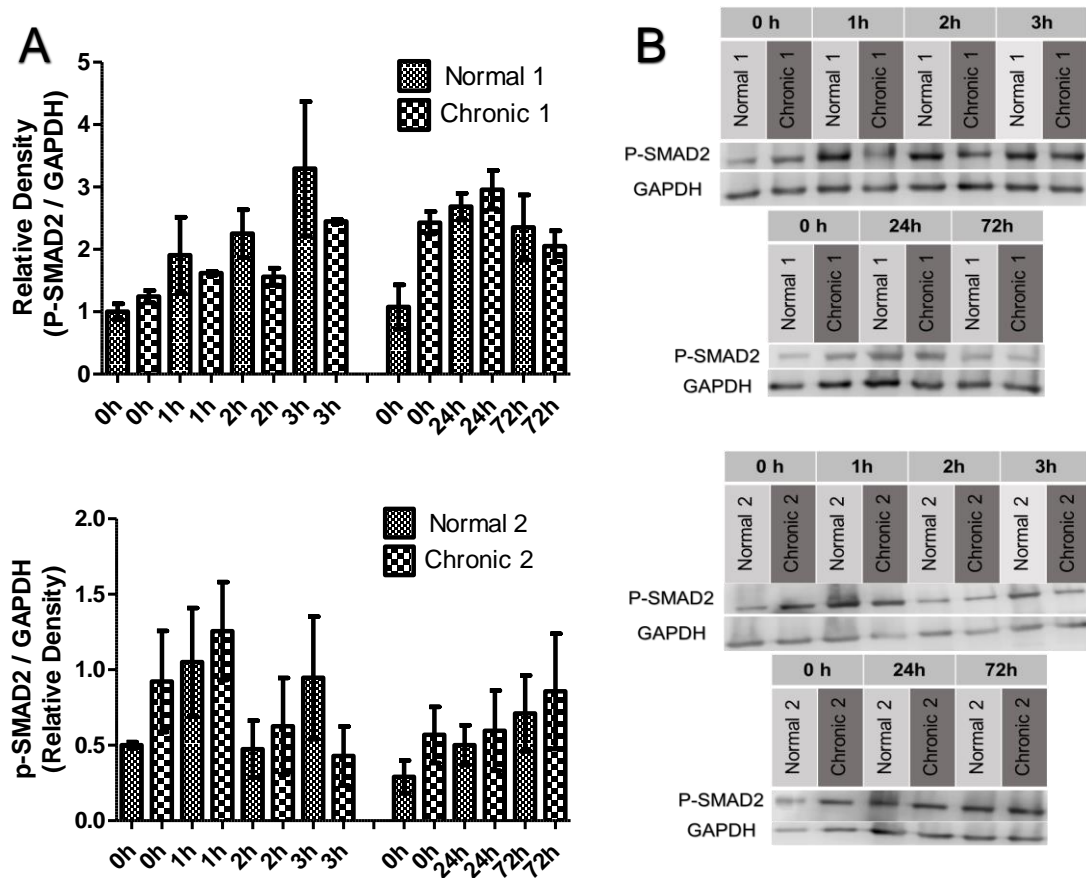 A
Relative Density
(P-SMAD2 / GAPDH)
5
4
3
2
1
0
Normal 1
Chronic 1
0h 0h 1h 1h 2h 2h 3h 3h 0h 0h 24h 24h 72h 72h
p-SMAD2 / GAPDH
(Relative Density)
2.0
1.5
1.0
0.5
0.0
Normal 2
Chronic 2
0h 0h 1h 1h 2h 2h 3h 3h 0h 0h 24h 24h 72h 72h
B
0 h 1h 2h 3h
Normal 1 Chronic 1 Normal 1 Chronic 1 Normal 1 Chronic 1 Normal 1 Chronic 1
P-SMAD2
GAPDH
0 h 24h 72h
Normal 1 Chronic 1 Normal 1 Chronic 1 Normal 1 Chronic 1
P-SMAD2
GAPDH
0 h 1h 2h 3h
Normal 2 Chronic 2 Normal 2 Chronic 2 Normal 2 Chronic 2 Normal 2 Chronic 2
P-SMAD2
GAPDH
0 h 24h 72h
Normal 2 Chronic 2 Normal 2 Chronic 2 Normal 2 Chronic 2
P-SMAD2
GAPDH